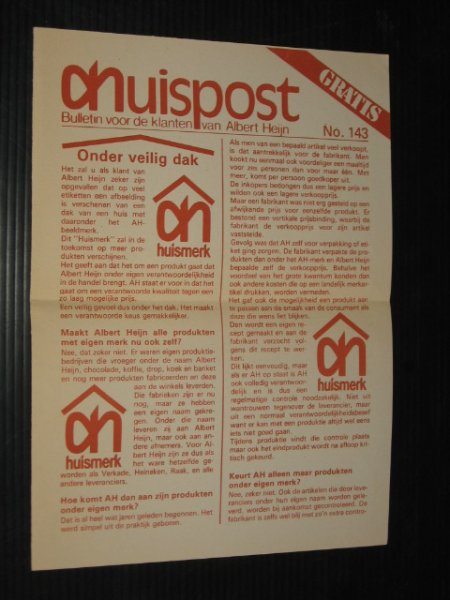 ahuispost
GRATIS
Bulletin voor de klanten van Albert Heijn No. 143
Onder veilig dak
Het zal u als klant van
Albert Heijn zeker zijn
opgevallen dat op veel
etiketten een afbeelding
is verschenen van een
dak van een huis met
daaronder het AH-
beeldmerk.
Dit "Huismerk" zal in de
toekomst op meer pro-
dukten verschijnen.
ah
huismerk
Het geeft aan dat het om een produkt gaat dat
Albert Heijn onder eigen verantwoordelijkheid
in de handel brengt. AH staat er voor in dat het
gaat om een verantwoorde kwaliteit tegen een
zo laag mogelijke prijs.
Een veilig gevoel dus onder het dak. Het maakt
een verantwoorde keus gemakkelijker.
Maakt Albert Heijn alle produkten
met eigen merk nu ook zelf?
Nee, dat zeker niet. Er waren eigen produktie-
bedrijven die vroeger onder de naam Albert
Heijn, chocolade, koffie, drop, koek en banket
en nog meer produkten fabriceerden en deze
aan de winkels leverden.
Die fabrieken zijn er nu
nog, maar ze hebben
een eigen naam gekre-
gen. Onder die naam
leveren zij aan Albert
Heijn, maar ook aan an-
dere afnemers. Voor Al-
bert Heijn zijn ze dus als
het ware hetzelfde ge-
ah
huismerk
worden als Verkade, Heineken, Raak, en alle
andere leveranciers.
Hoe komt AH dan aan zijn produkten
onder eigen merk?
Dat is al heel wat jaren geleden begonnen. Het
werd simpel uit de praktijk geboren.
Als men van een bepaald artikel veel verkoopt,
is dat aantrekkelijk voor de fabrikant. Men
kookt nu eenmaal ook voordeliger een maaltijd
voor zes personen dan voor maar één. Met
meer, komt per persoon goedkoper uit.
De inkopers bedongen dus een lagere prijs en
wilden ook een lagere verkoopprijs.
Maar een fabrikant was niet erg gesteld op een
afwijkende prijs voor eenzelfde produkt. Er
bestond een vertikale prijsbinding, waarbij de
fabrikant de verkoopprijs voor zijn artikel
vaststelde.
Gevolg was dat AH zelf voor verpakking of eti-
ket ging zorgen. De fabrikant verpakte de pro-
dukten dan onder het AH-merk en Albert Heijn
bepaalde zelf de verkoopprijs. Behalve het
voordeel van het grote kwantum konden dan
ook andere kosten die op een landelijk merkar-
tikel drukken, worden vermeden.
Het gaf ook de mogelijkheid een produkt aan
te passen aan de smaak van de consument als
deze die wens liet blijken.
Dan wordt een eigen re-
cept gemaakt en aan de
fabrikant verzocht vol-
gens dit recept te wer-
ken.
Dit lijkt eenvoudig, maar
als er AH op staat is AH
ook volledig verantwoor-
delijk en is dus een
ah
huismerk
regelmatige controle noodzakelijk. Niet uit
wantrouwen tegenover de leverancier, maar
uit een normaal verantwoordelijkheidsbesef
want er kan met een produktie altijd wel eens
iets niet goed gaan.
Tijdens produktie vindt die controle plaats
maar ook het eindprodukt wordt na afloop kri-
tisch gekeurd.
Keurt AH alleen maar produkten
onder eigen merk?
Nee, zeker niet. Ook de artikelen die door leve-
ranciers onder hun eigen naam worden gele-
verd, worden bij aankomst gecontroleerd. De
fabrikant is zelfs wel blij met zo'n extra contro-